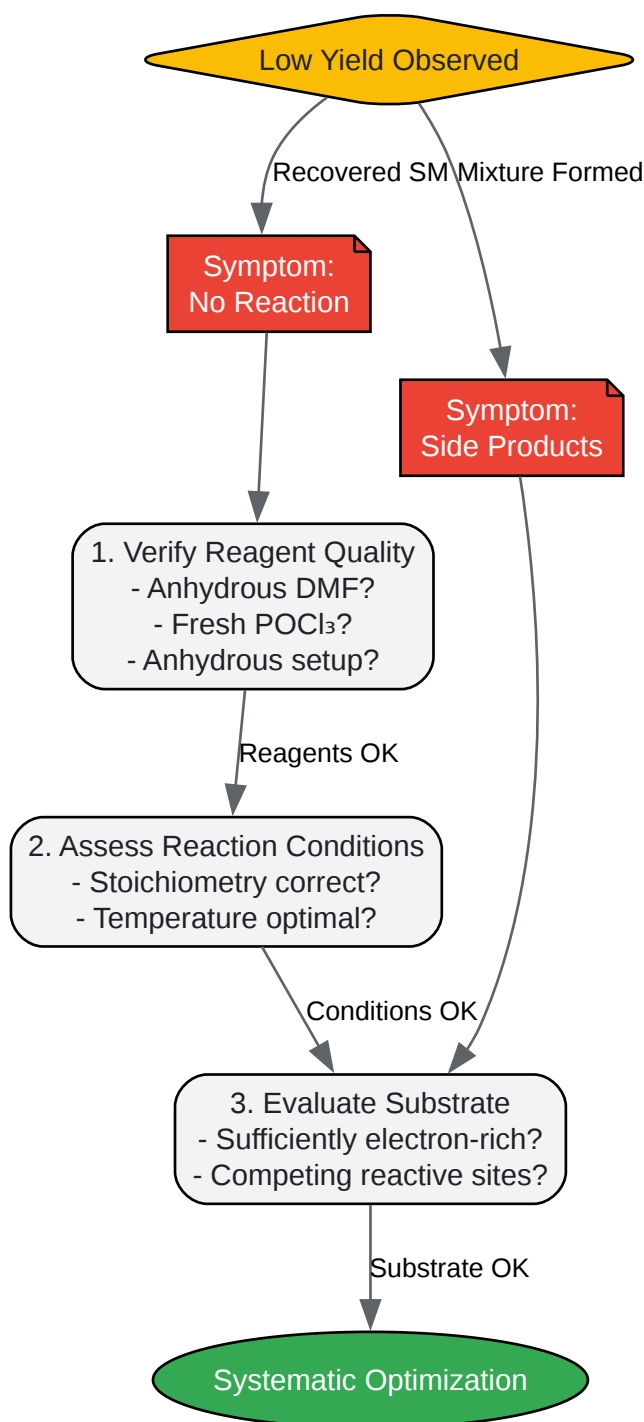 Low Yield Observed
Recovered SM
Mixture Formed
Symptom:
No Reaction
Symptom:
Side Products
1. Verify Reagent Quality
- Anhydrous DMF?
- Fresh POCl₃?
- Anhydrous setup?
Reagents OK
2. Assess Reaction Conditions
- Stoichiometry correct?
- Temperature optimal?
Conditions OK
3. Evaluate Substrate
- Sufficiently electron-rich?
- Competing reactive sites?
Substrate OK
Systematic Optimization